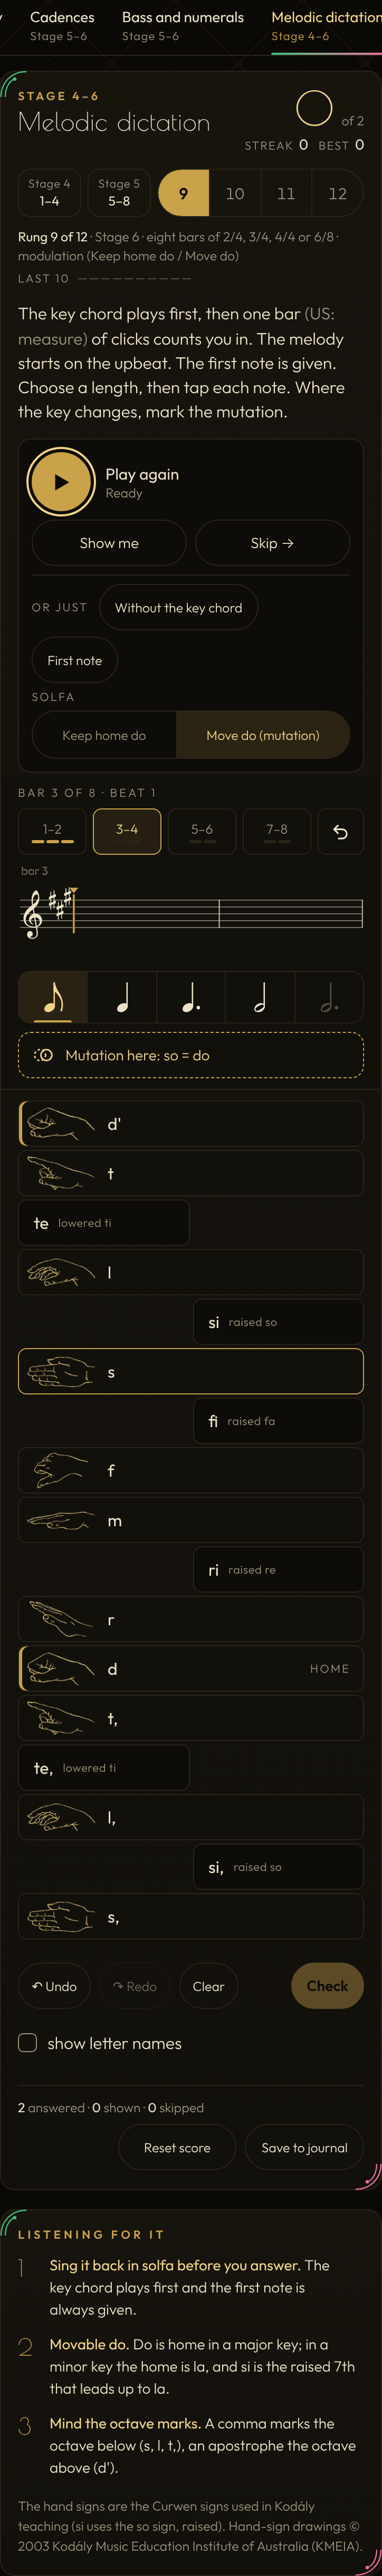 Cadences
Stage 5–6
Bass and numerals
Stage 5–6
Melodic dictation
Stage 4–6
STAGE 4–6
Melodic dictation
of 2
STREAK 0 BEST 0
Stage 4
1–4
Stage 5
5–8
9
10
11
12
Rung 9 of 12 · Stage 6 · eight bars of 2/4, 3/4, 4/4 or 6/8 ·
modulation (Keep home do / Move do)
LAST 10 — — — — — — — — — —
The key chord plays first, then one bar (US:
measure) of clicks counts you in. The melody
starts on the upbeat. The first note is given.
Choose a length, then tap each note. Where
the key changes, mark the mutation.
Play again
Ready
Show me
Skip →
OR JUST
Without the key chord
First note
SOLFA
Keep home do
Move do (mutation)
BAR 3 OF 8 · BEAT 1
1–2
3–4
5–6
7–8
bar 3
Mutation here: so = do
d'
t
te lowered ti
l
si raised so
s
fi raised fa
f
m
ri raised re
r
d HOME
t,
te, lowered ti
l,
si, raised so
s,
↶ Undo
↷ Redo
Clear
Check
show letter names
2 answered · 0 shown · 0 skipped
Reset score
Save to journal
LISTENING FOR IT
1 Sing it back in solfa before you answer. The
key chord plays first and the first note is
always given.
2 Movable do. Do is home in a major key; in a
minor key the home is la, and si is the raised 7th
that leads up to la.
3 Mind the octave marks. A comma marks the
octave below (s, l, t,), an apostrophe the octave
above (d').
The hand signs are the Curwen signs used in Kodály
teaching (si uses the so sign, raised). Hand-sign drawings ©
2003 Kodály Music Education Institute of Australia (KMEIA).